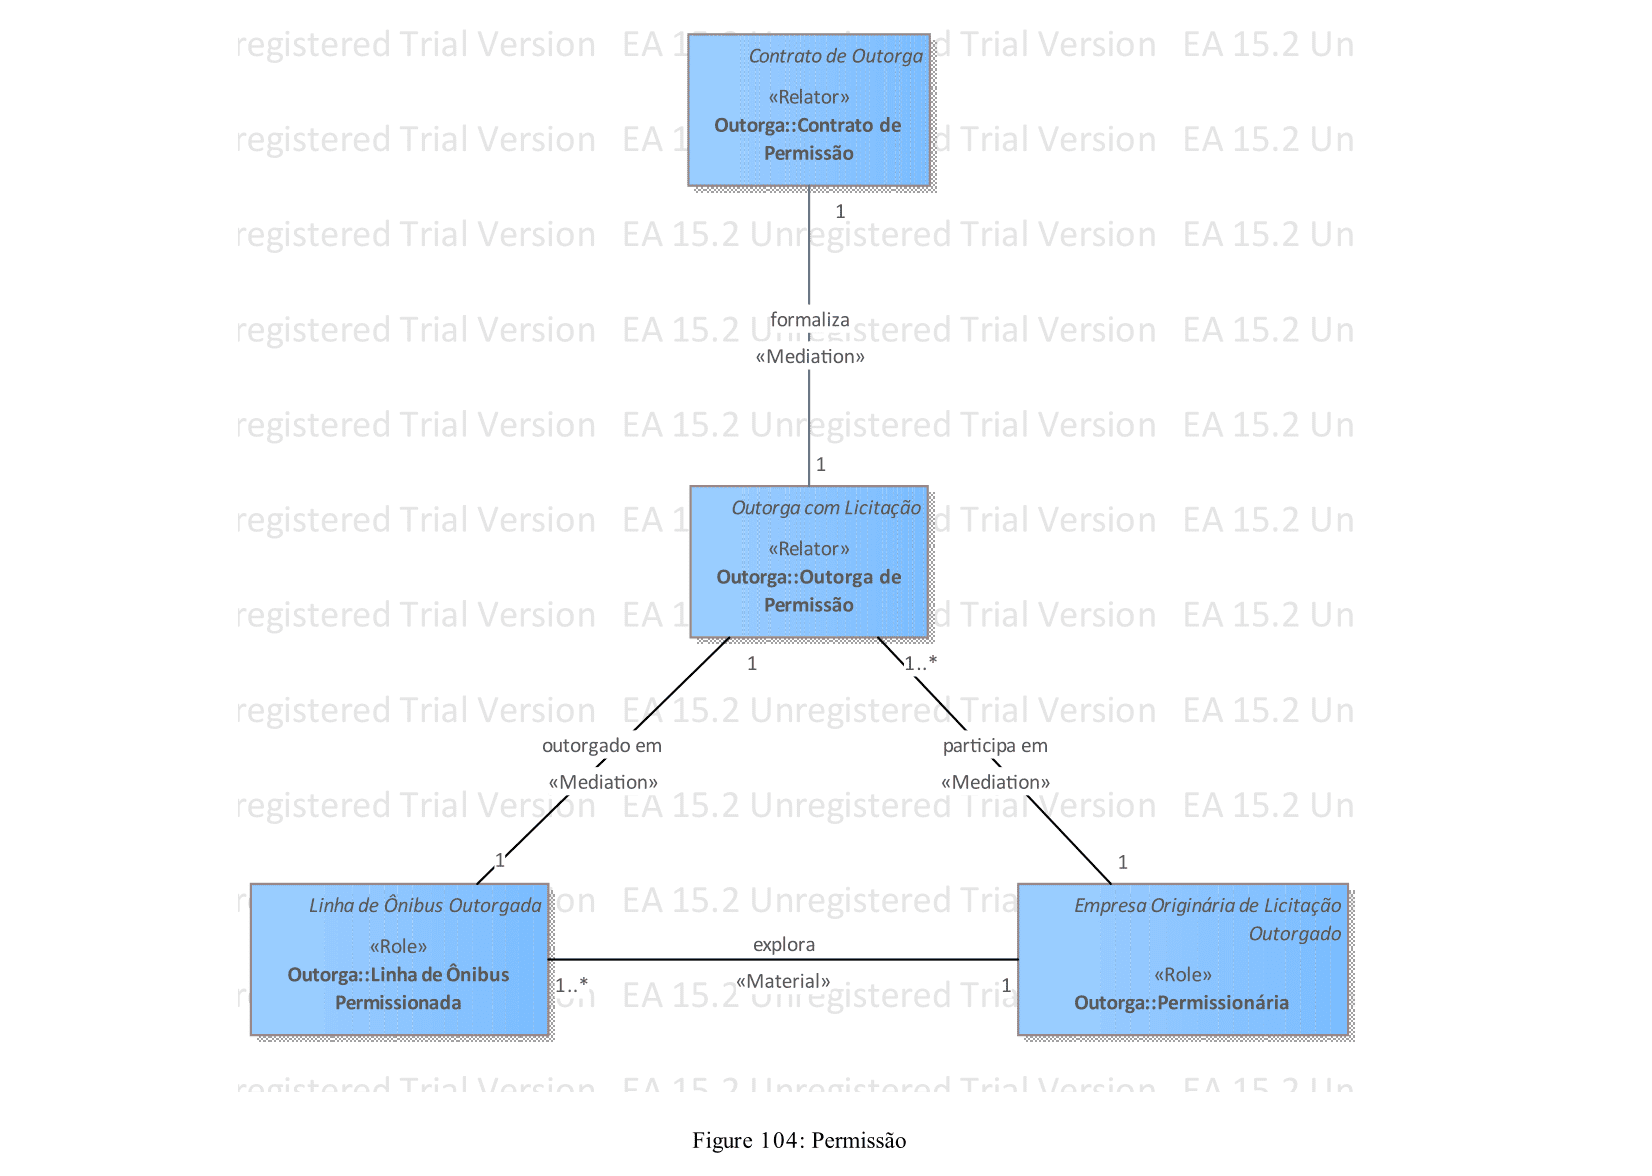 Contrato de Outorga
«Relator»
Outorga::Contrato de
Permissão
1
formaliza
«Mediation»
1
Outorga com Licitação
«Relator»
Outorga::Outorga de
Permissão
1
1..*
outorgado em
«Mediation»
participa em
«Mediation»
1
1
Linha de Ônibus Outorgada
«Role»
Outorga::Linha de Ônibus
Permissionada
explora
«Material»
1..*
1
Empresa Originária de Licitação
Outorgado
«Role»
Outorga::Permissionária
registered Trial Version EA 15.2 Unregistered Trial Version EA 15.2 Un
Figure 104: Permissão